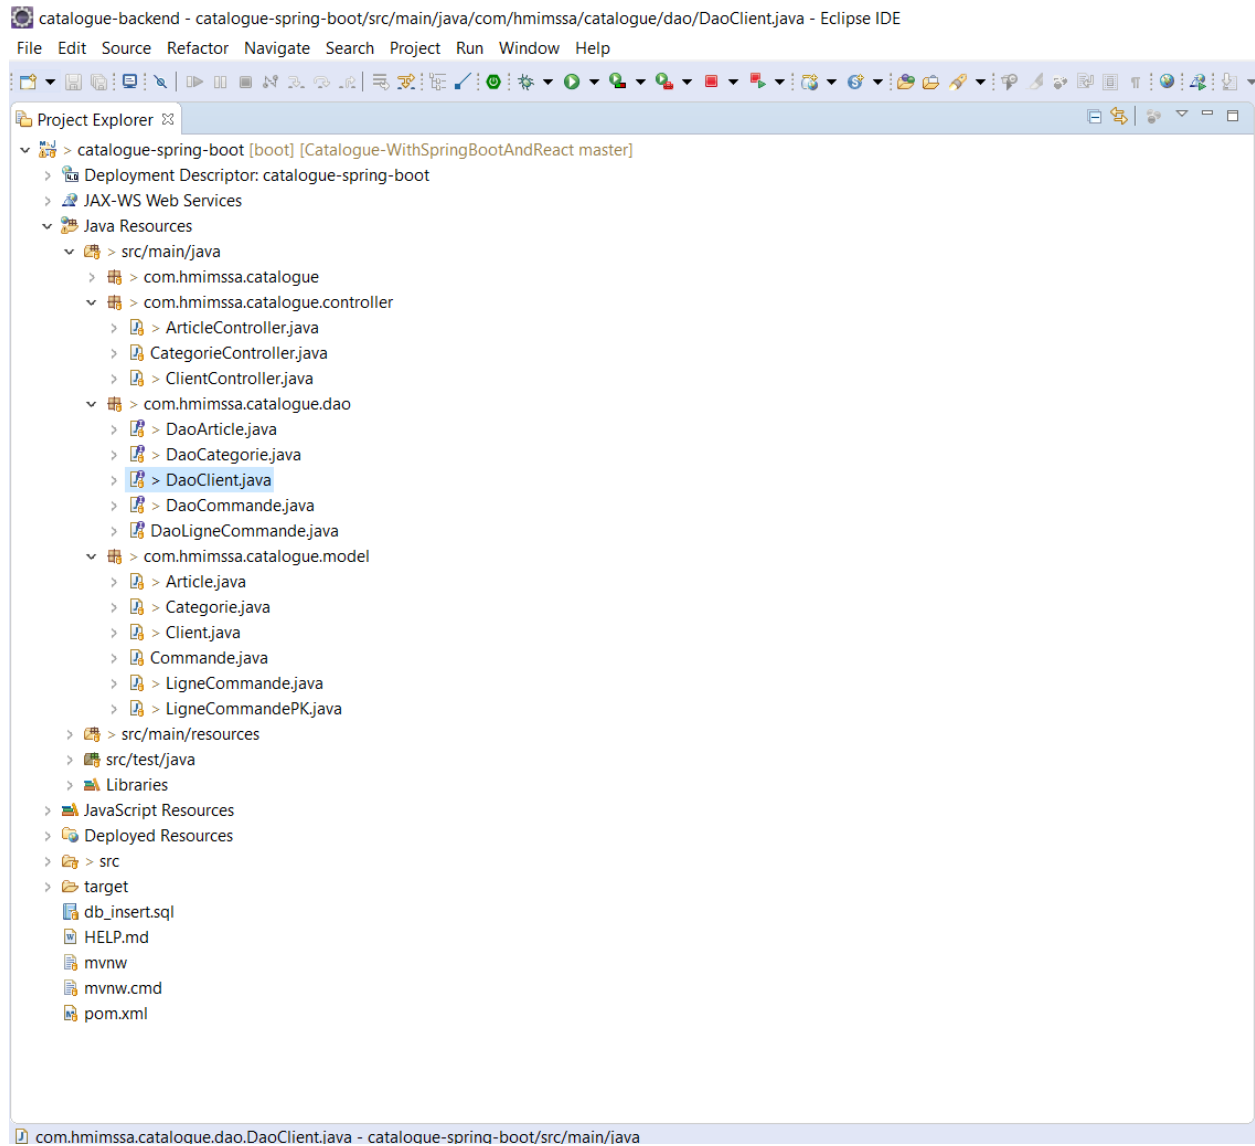 catalogue-backend - catalogue-spring-boot/src/main/java/com/hmimssa/catalogue/dao/DaoClient.java - Eclipse IDE
File Edit Source Refactor Navigate Search Project Run Window Help
Project Explorer
> catalogue-spring-boot [boot] [Catalogue-WithSpringBootAndReact master]
Deployment Descriptor: catalogue-spring-boot
JAX-WS Web Services
Java Resources
> src/main/java
> com.hmimssa.catalogue
> com.hmimssa.catalogue.controller
> ArticleController.java
CategorieController.java
> ClientController.java
> com.hmimssa.catalogue.dao
> DaoArticle.java
> DaoCategorie.java
> DaoClient.java
> DaoCommande.java
DaoLigneCommande.java
> com.hmimssa.catalogue.model
> Article.java
> Categorie.java
> Client.java
Commande.java
> LigneCommande.java
> LigneCommandePK.java
> src/main/resources
src/test/java
Libraries
JavaScript Resources
Deployed Resources
> src
target
db_insert.sql
HELP.md
mvnw
mvnw.cmd
pom.xml
com.hmimssa.catalogue.dao.DaoClient.java - catalogue-spring-boot/src/main/java